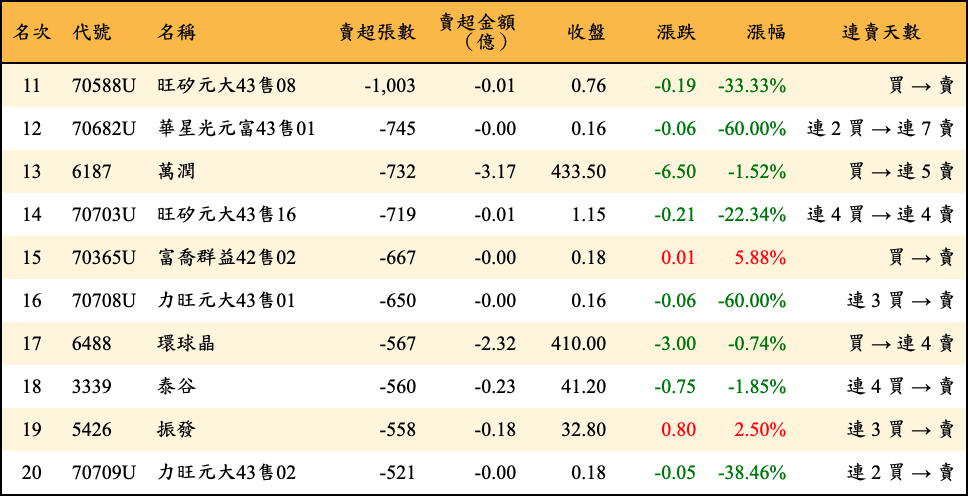 名次 代號 名稱 賣超張數 賣超金額（億） 收盤 漲跌 漲幅 連賣天數
11 70588U 旺矽元大43售08 -1,003 -0.01 0.76 -0.19 -33.33% 買 → 賣
12 70682U 華星光元富43售01 -745 -0.00 0.16 -0.06 -60.00% 連 2 買 → 連 7 賣
13 6187 萬潤 -732 -3.17 433.50 -6.50 -1.52% 買 → 連 5 賣
14 70703U 旺矽元大43售16 -719 -0.01 1.15 -0.21 -22.34% 連 4 買 → 連 4 賣
15 70365U 富喬群益42售02 -667 -0.00 0.18 0.01 5.88% 買 → 賣
16 70708U 力旺元大43售01 -650 -0.00 0.16 -0.06 -60.00% 連 3 買 → 賣
17 6488 環球晶 -567 -2.32 410.00 -3.00 -0.74% 買 → 連 4 賣
18 3339 泰谷 -560 -0.23 41.20 -0.75 -1.85% 連 4 買 → 賣
19 5426 振發 -558 -0.18 32.80 0.80 2.50% 連 3 買 → 賣
20 70709U 力旺元大43售02 -521 -0.00 0.18 -0.05 -38.46% 連 2 買 → 賣